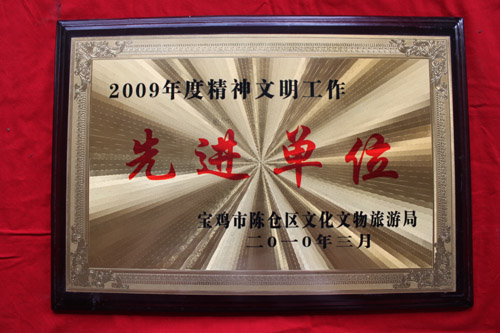 2009年度精神文明工作
先进单位
宝鸡市陈仓区文化文物旅游局
二〇一〇年三月